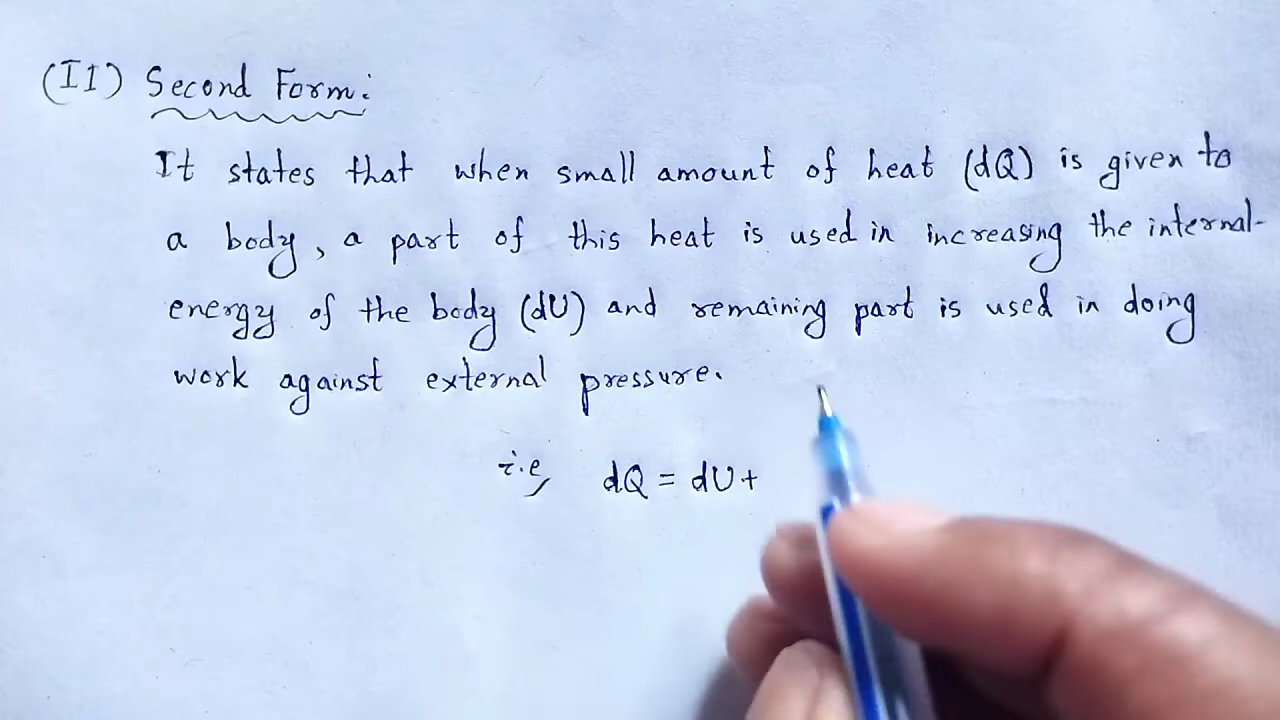 (II) Second Form:
It states that when small amount of heat (dQ) is given to
a body, a part of this heat is used in increasing the internal-
energy of the body (dU) and remaining part is used in doing
work against external pressure.
i.e, dQ = dU+